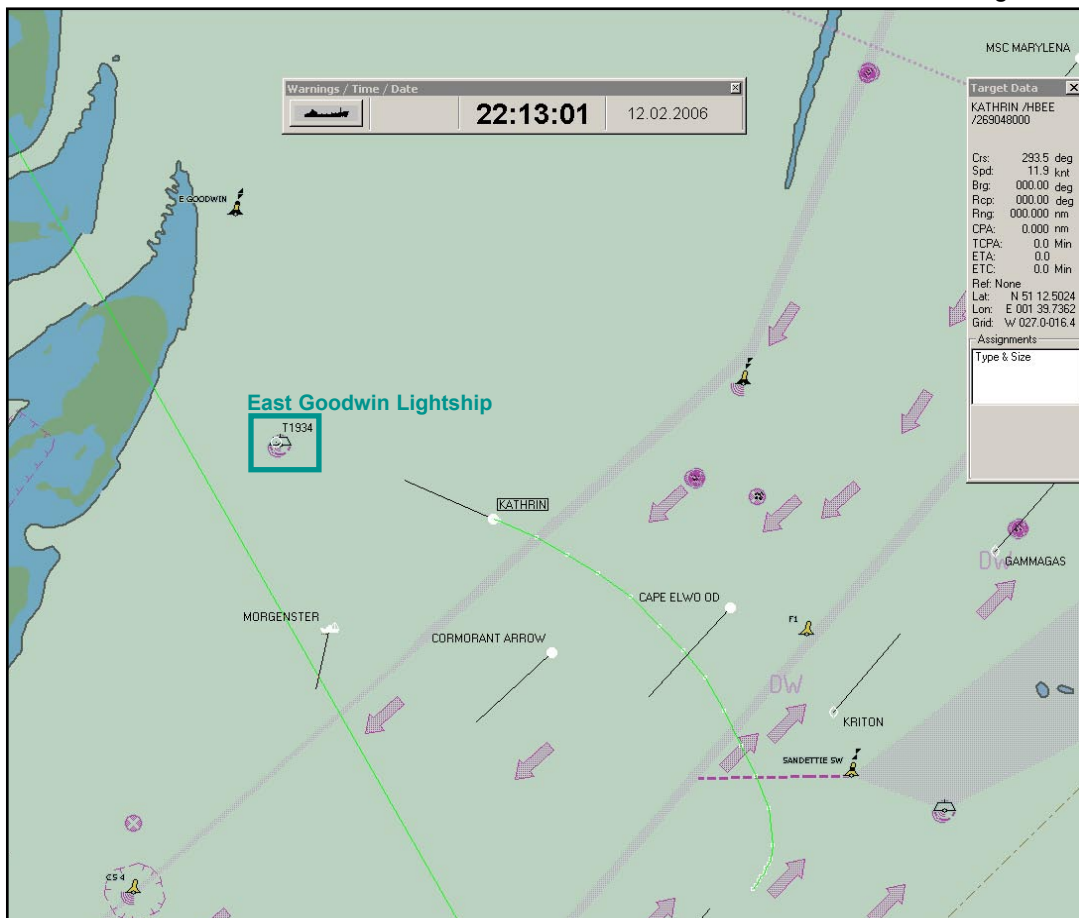 MSC MARYLENA
Warnings / Time / Date
22:13:01
12.02.2006
Target Data
KATHRIN /HBEE
/269048000
Crs: 293.5 deg
Spd: 11.9 knt
Brg: 000.00 deg
Rcp: 000.00 deg
Rng: 000.000 nm
CPA: 0.000 nm
TCPA: 0.0 Min
ETA: 0.0
ETC: 0.0 Min
Ref: None
Lat: N 51 12.5024
Lon: E 001 39.7362
Grid: W 027.0-016.4
Assignments
Type & Size
E GOODWIN
East Goodwin Lightship
T1934
KATHRIN
DW
GAMMAGAS
CAPE ELWO OD
MORGENSTER
F1
CORMORANT ARROW
DW
KRITON
SANDETTIE SW
CS 4